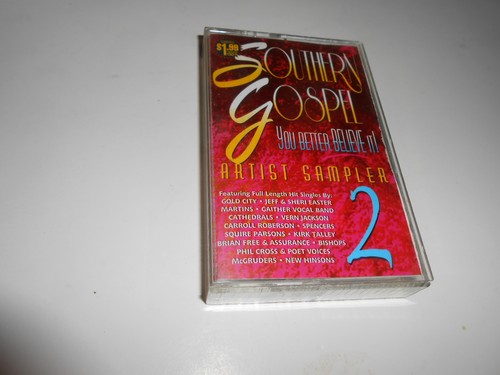 $1.99
SOUTHERN
GOSPEL
YOU BETTER BELIEVE IT!
ARTIST SAMPLER
2
Featuring Full Length Hit Singles By:
GOLD CITY • JEFF & SHERI EASTER
MARTINS • GAITHER VOCAL BAND
CATHEDRALS • VERN JACKSON
CARROLL ROBERSON • SPENCERS
SQUIRE PARSONS • KIRK TALLEY
BRIAN FREE & ASSURANCE • BISHOPS
PHIL CROSS & POET VOICES
McGRUDERS • NEW HINSONS